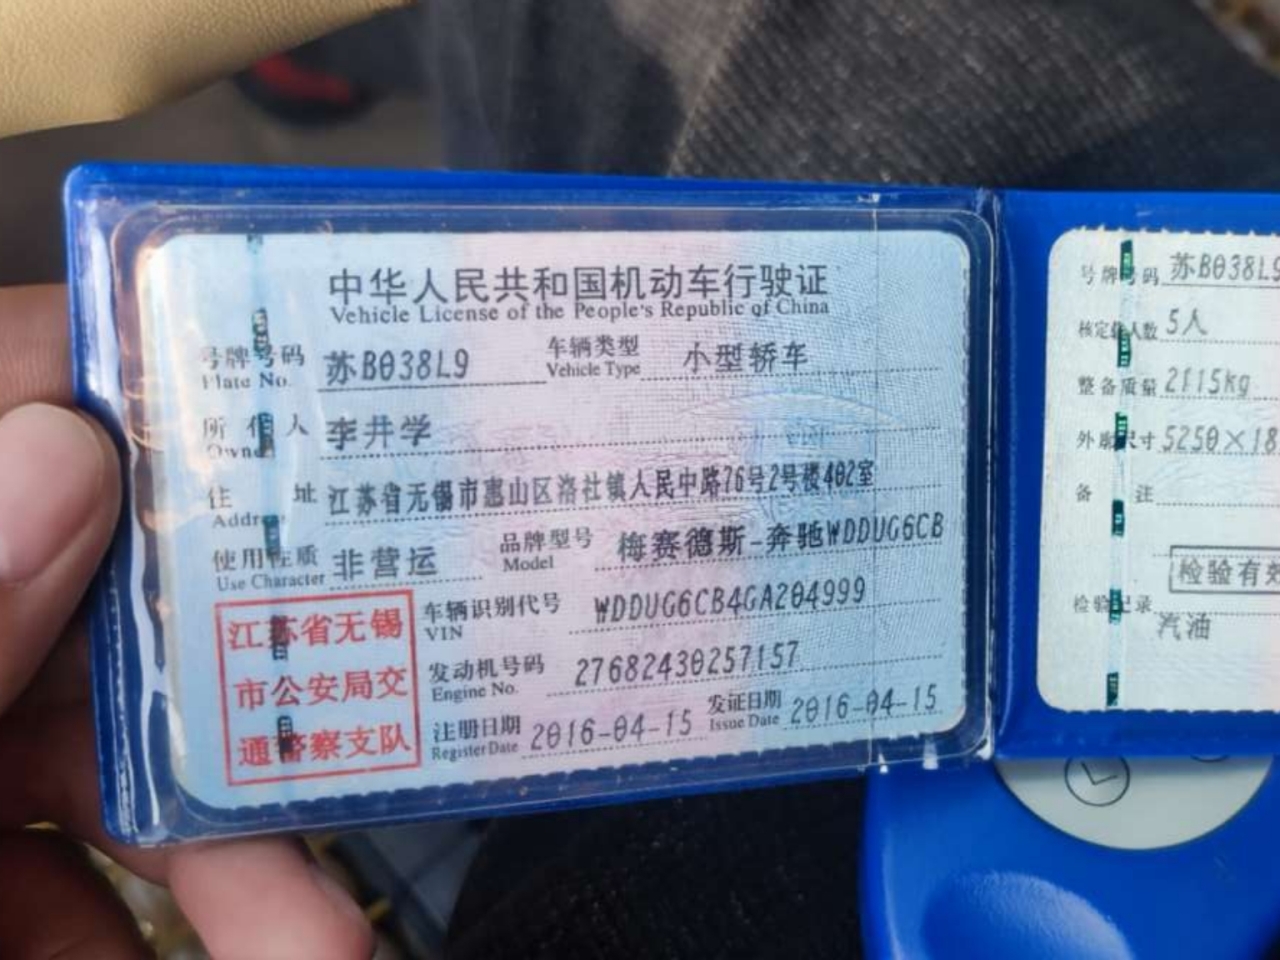 中华人民共和国机动车行驶证
Vehicle License of the People's Republic of China
号牌号码 苏B038L9 车辆类型 小型轿车
Plate No. Vehicle Type
所有人 李井学
Owner
住址 江苏省无锡市惠山区洛社镇人民中路76号2号楼402室
Address
使用性质 非营运 品牌型号 梅赛德斯-奔驰WDDUG6CB
Use Character Model
江苏省无锡
市公安局交
通警察支队
车辆识别代号 WDDUG6CB4GA204999
VIN
发动机号码 27682430257157
Engine No.
注册日期 2016-04-15 发证日期 2016-04-15
Register Date Issue Date
号牌号码 苏B038L9
核定载人数 5人
整备质量 2115kg
外廓尺寸 5250×18
备注
检验有效
检验记录
汽油